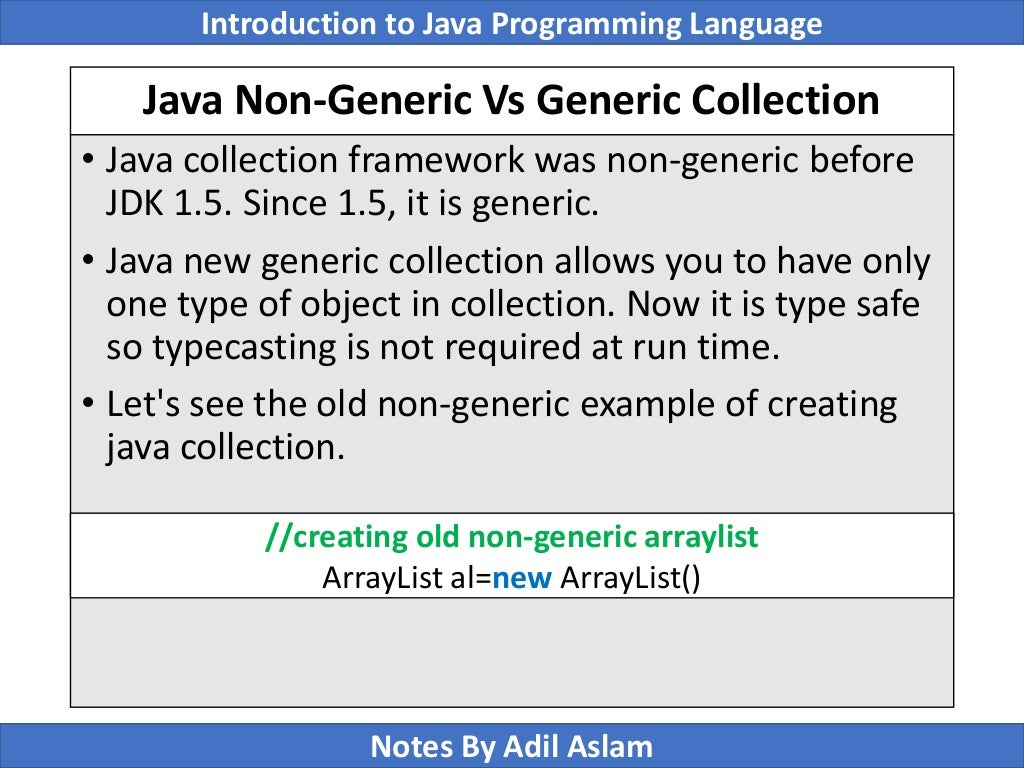 Introduction to Java Programming Language
Java Non-Generic Vs Generic Collection
• Java collection framework was non-generic before
JDK 1.5. Since 1.5, it is generic.
• Java new generic collection allows you to have only
one type of object in collection. Now it is type safe
so typecasting is not required at run time.
• Let's see the old non-generic example of creating
java collection.
//creating old non-generic arraylist
ArrayList al=new ArrayList()
Notes By Adil Aslam